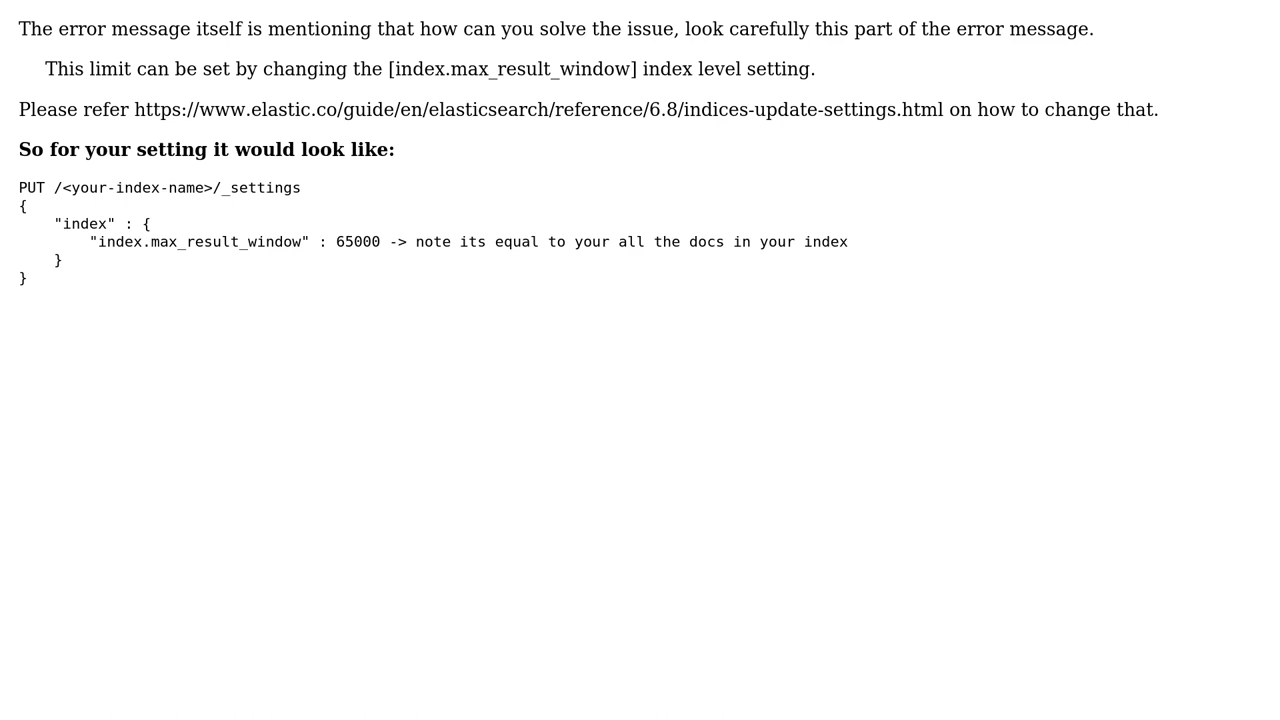 The error message itself is mentioning that how can you solve the issue, look carefully this part of the error message.
This limit can be set by changing the [index.max_result_window] index level setting.
Please refer https://www.elastic.co/guide/en/elasticsearch/reference/6.8/indices-update-settings.html on how to change that.
So for your setting it would look like:
PUT /<your-index-name>/_settings
{
    "index" : {
        "index.max_result_window" : 65000 -> note its equal to your all the docs in your index
    }
}